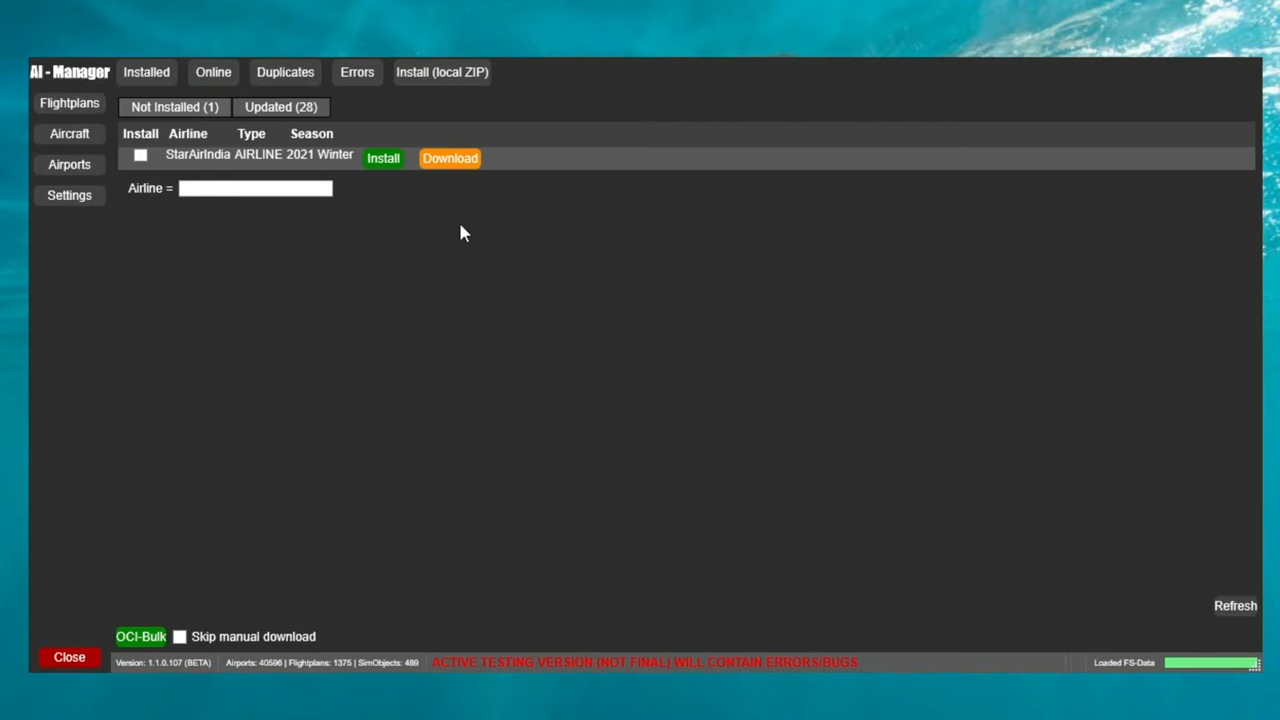 AI - Manager Installed Online Duplicates Errors Install (local ZIP)
Flightplans Not Installed (1) Updated (28)
Aircraft Install Airline Type Season
StarAirIndia AIRLINE 2021 Winter Install Download
Airports
Settings Airline =
Refresh
OCI-Bulk Skip manual download
Close Version: 1.1.0.107 (BETA) Airports: 40596 | Flightplans: 1375 | SimObjects: 489 ACTIVE TESTING VERSION (NOT FINAL) WILL CONTAIN ERRORS/BUGS Loaded FS-Data